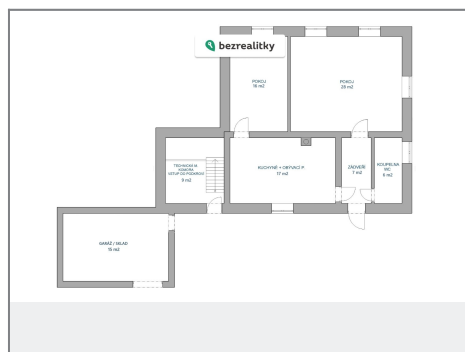 bezrealitky
POKOJ
16 m2
POKOJ
28 m2
TECHNICKÁ M.
KOMORA
VSTUP DO PODKROVÍ
9 m2
KUCHYNĚ + OBÝVACÍ P.
17 m2
ZÁDVEŘÍ
7 m2
KOUPELNA
WC
6 m2
GARÁŽ / SKLAD
15 m2